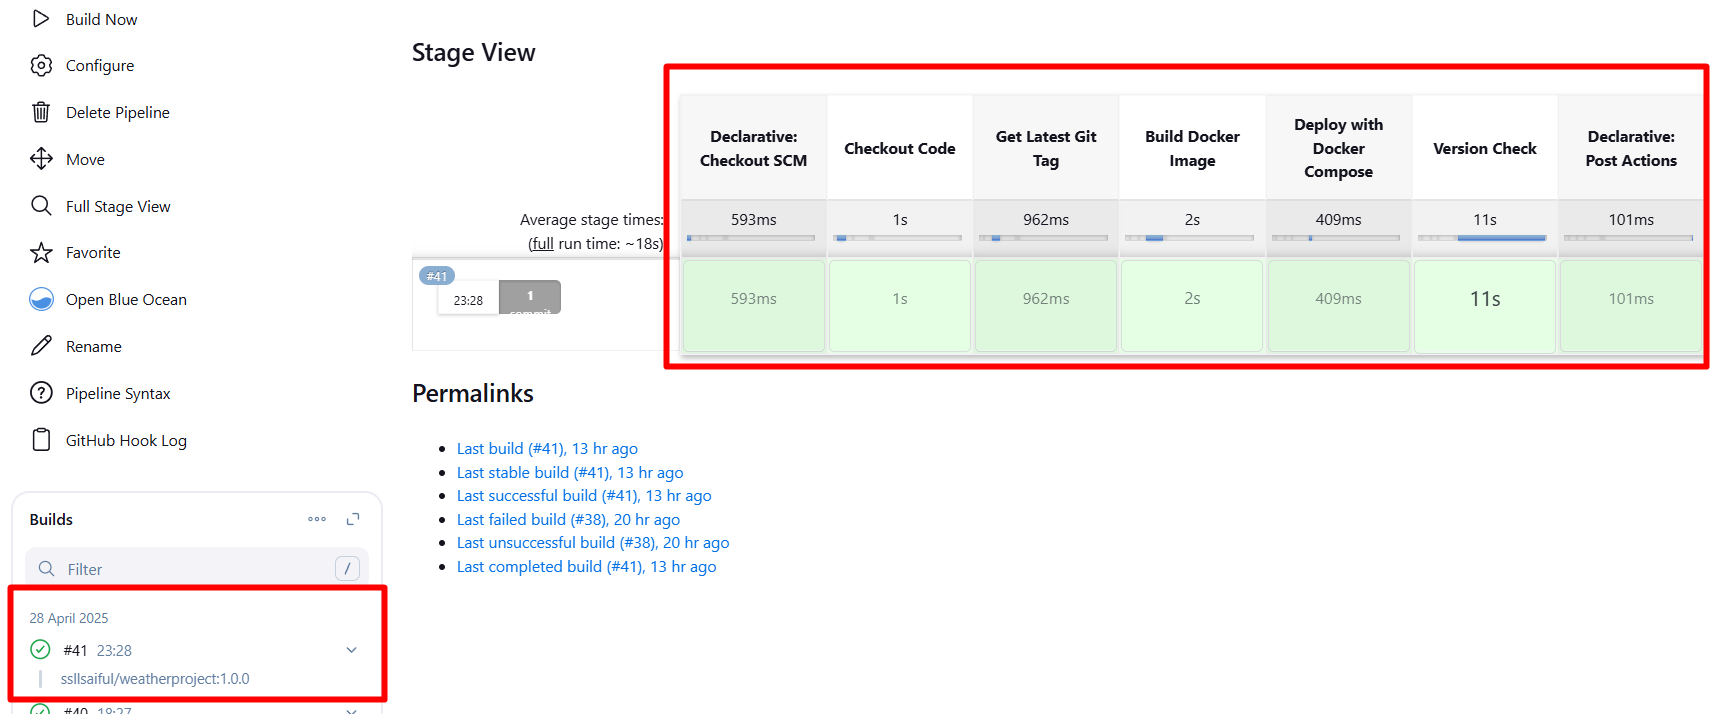 Build Now
Configure
Delete Pipeline
Move
Full Stage View
Favorite
Open Blue Ocean
Rename
Pipeline Syntax
GitHub Hook Log
Builds
Filter
/
28 April 2025
#41 23:28
ssllsaiful/weatherproject:1.0.0
#40 18:27
Stage View
Declarative:
Checkout SCM
Checkout Code
Get Latest Git
Tag
Build Docker
Image
Deploy with
Docker
Compose
Version Check
Declarative:
Post Actions
Average stage times:
(full run time: ~18s)
593ms
1s
962ms
2s
409ms
11s
101ms
#41
23:28
1
commit
593ms
1s
962ms
2s
409ms
11s
101ms
Permalinks
Last build (#41), 13 hr ago
Last stable build (#41), 13 hr ago
Last successful build (#41), 13 hr ago
Last failed build (#38), 20 hr ago
Last unsuccessful build (#38), 20 hr ago
Last completed build (#41), 13 hr ago